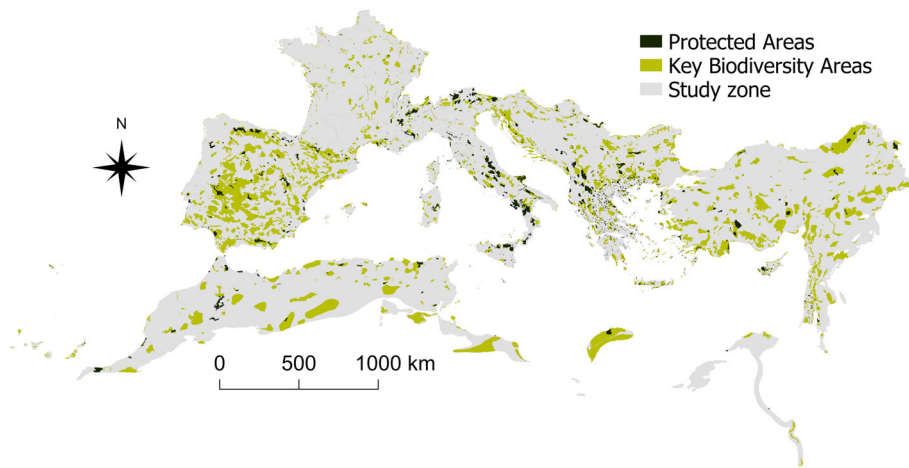 Protected Areas
Key Biodiversity Areas
Study zone
N
0 500 1000 km